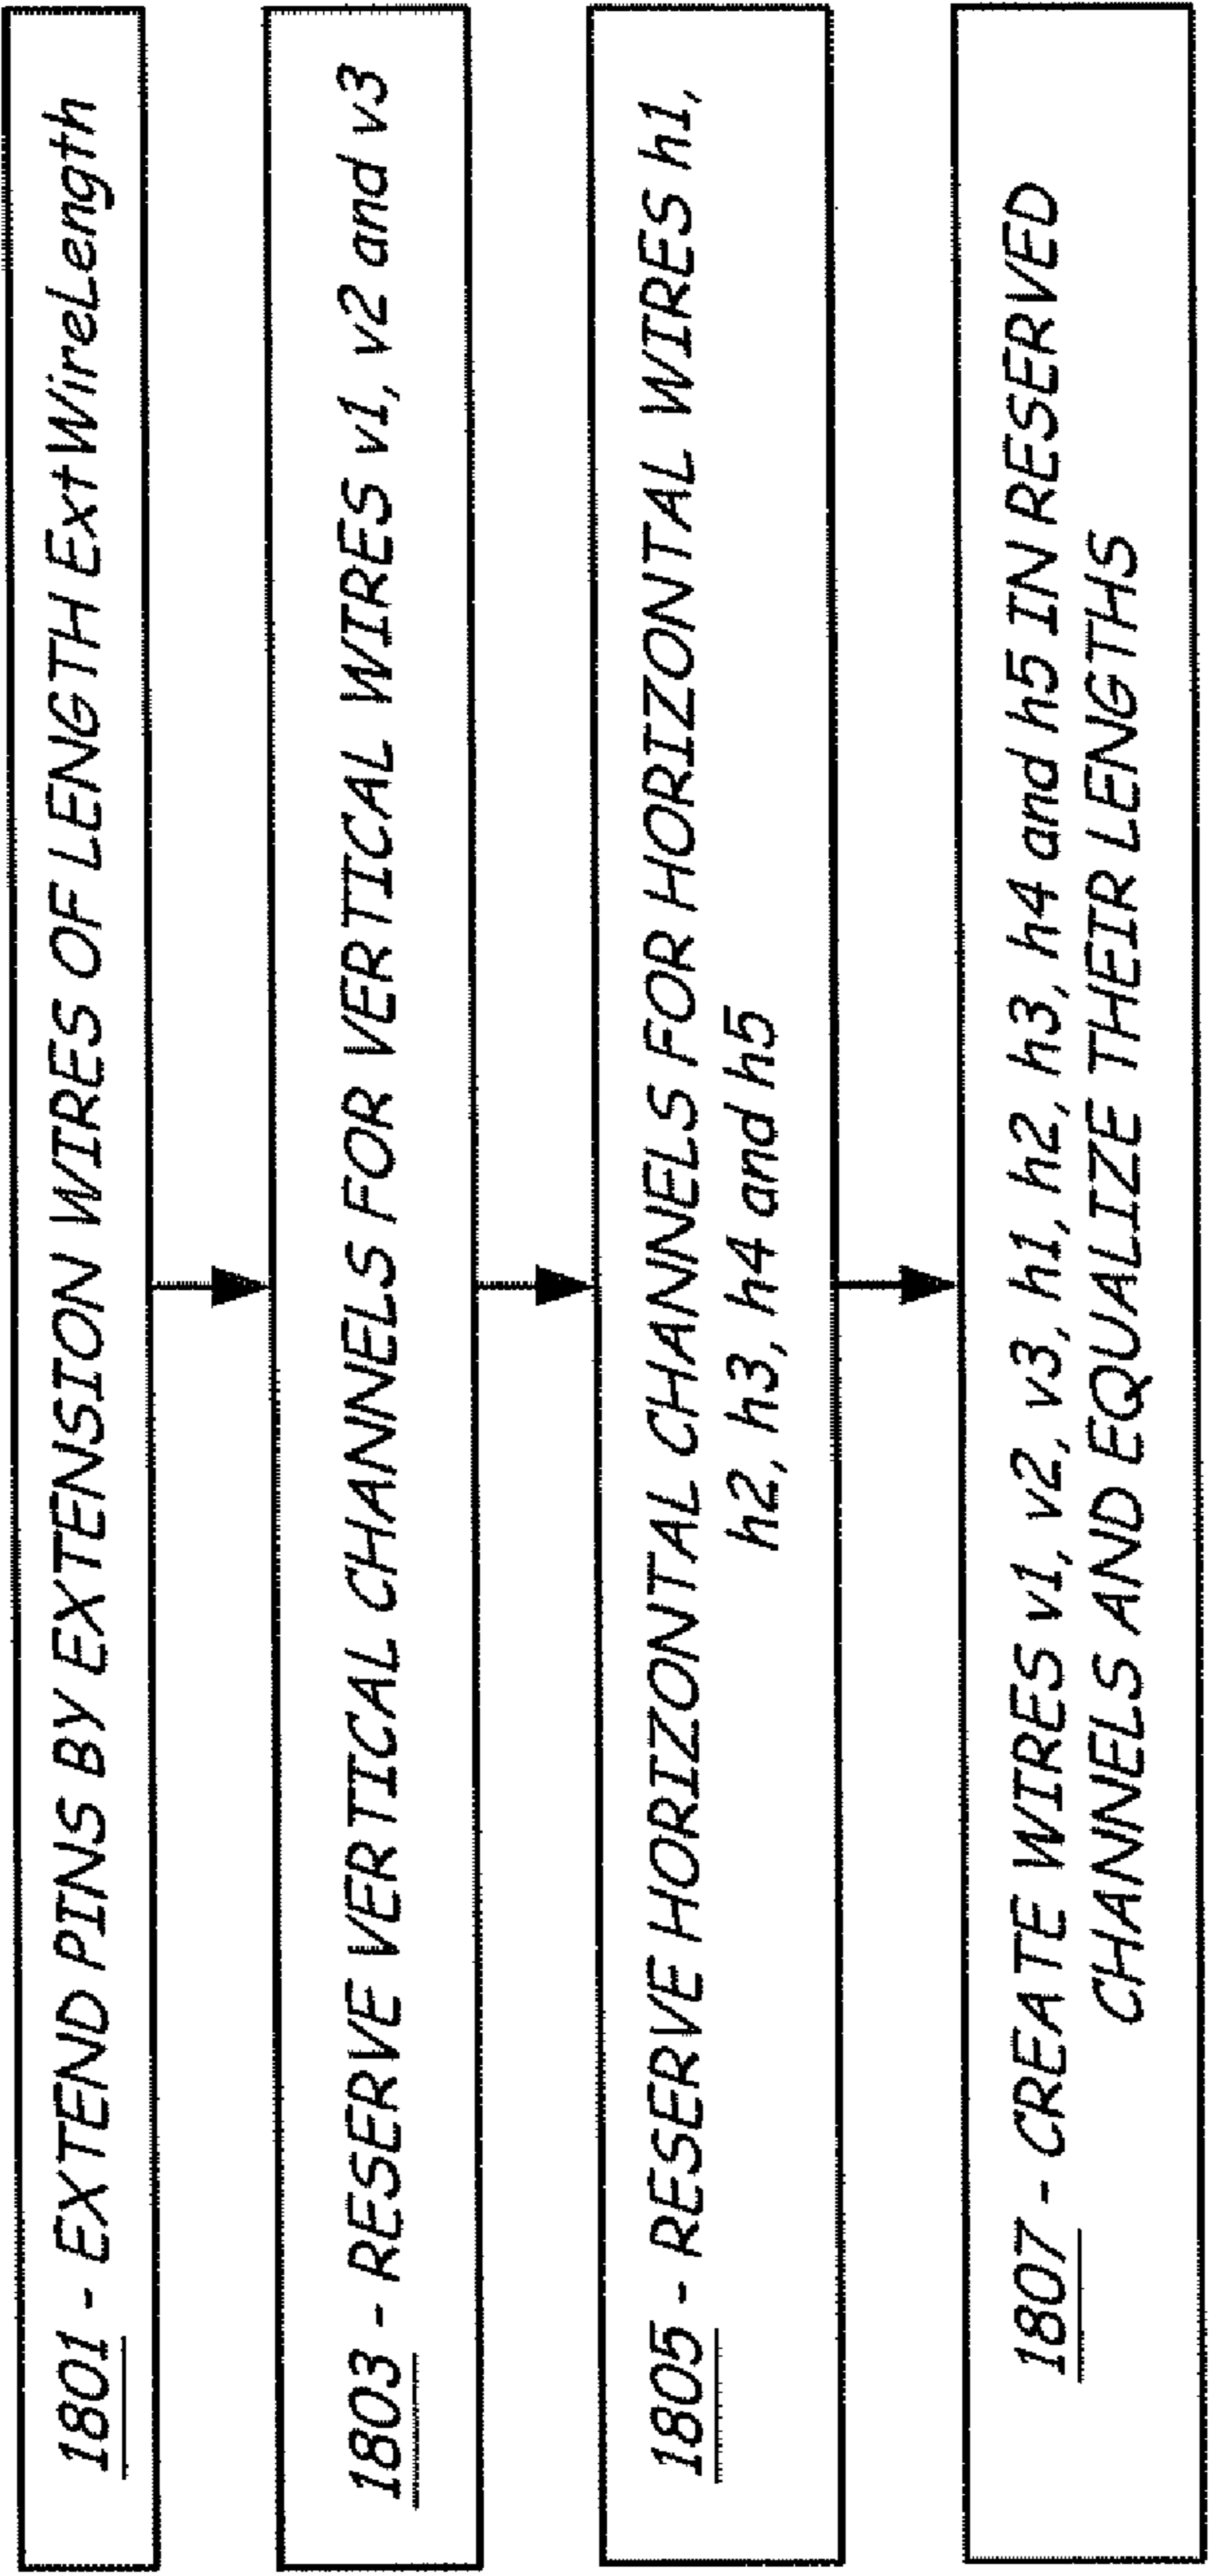 1801 - EXTEND PINS BY EXTENSION WIRES OF LENGTH ExtWireLength
1803 - RESERVE VERTICAL CHANNELS FOR VERTICAL WIRES v1, v2 and v3
1805 - RESERVE HORIZONTAL CHANNELS FOR HORIZONTAL WIRES h1,
h2, h3, h4 and h5
1807 - CREATE WIRES v1, v2, v3, h1, h2, h3, h4 and h5 IN RESERVED
CHANNELS AND EQUALIZE THEIR LENGTHS